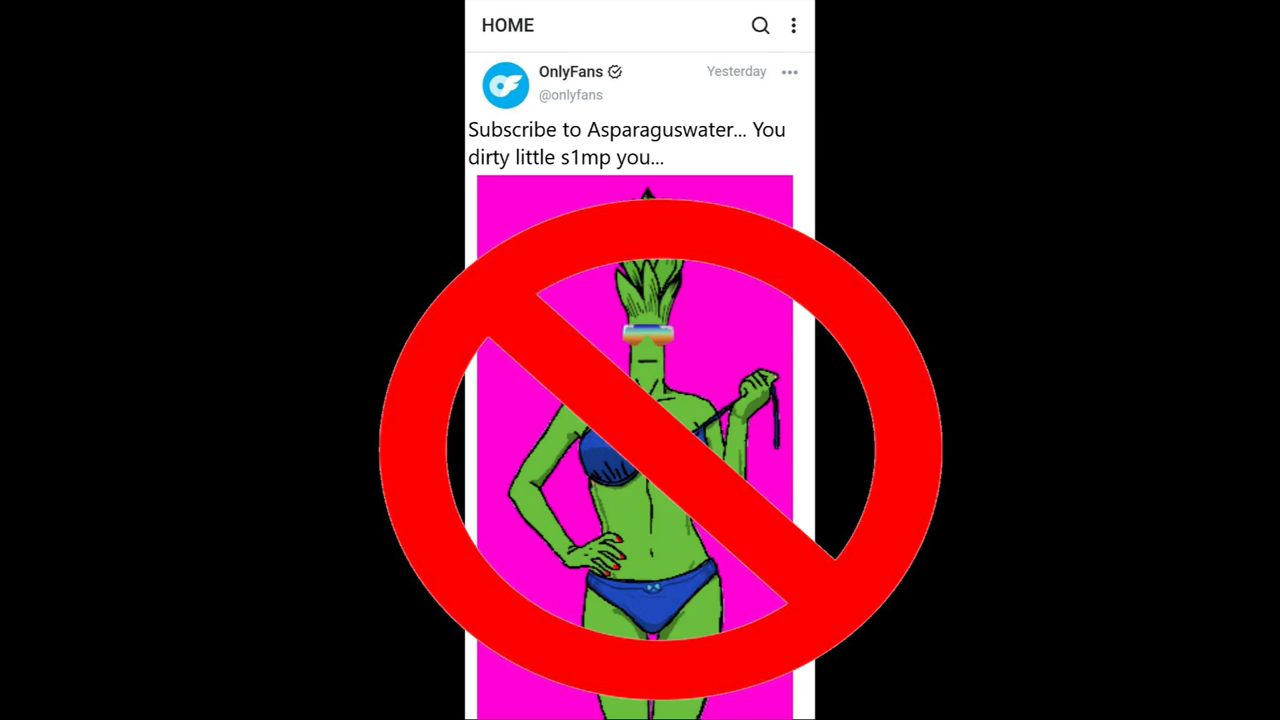 HOME
OnlyFans
Yesterday
@onlyfans
Subscribe to Asparaguswater... You
dirty little s1mp you...